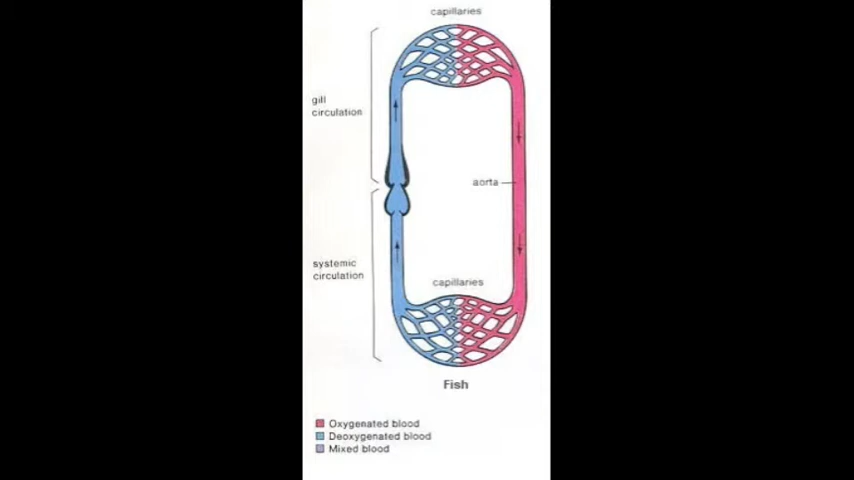 capillaries
gill
circulation
aorta
systemic
circulation
capillaries
Fish
Oxygenated blood
Deoxygenated blood
Mixed blood